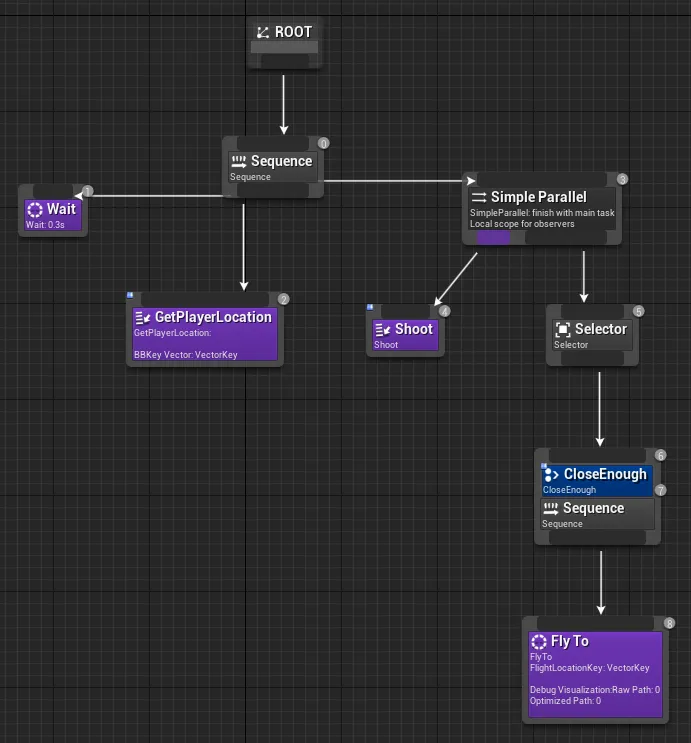 ROOT
0
Sequence
Sequence
1
Wait
Wait: 0.3s
3
Simple Parallel
SimpleParallel: finish with main task
Local scope for observers
2
GetPlayerLocation
GetPlayerLocation:
BBKey Vector: VectorKey
4
Shoot
Shoot
5
Selector
Selector
6
CloseEnough
CloseEnough
7
Sequence
Sequence
8
Fly To
FlyTo
FlightLocationKey: VectorKey
Debug Visualization:Raw Path: 0
Optimized Path: 0